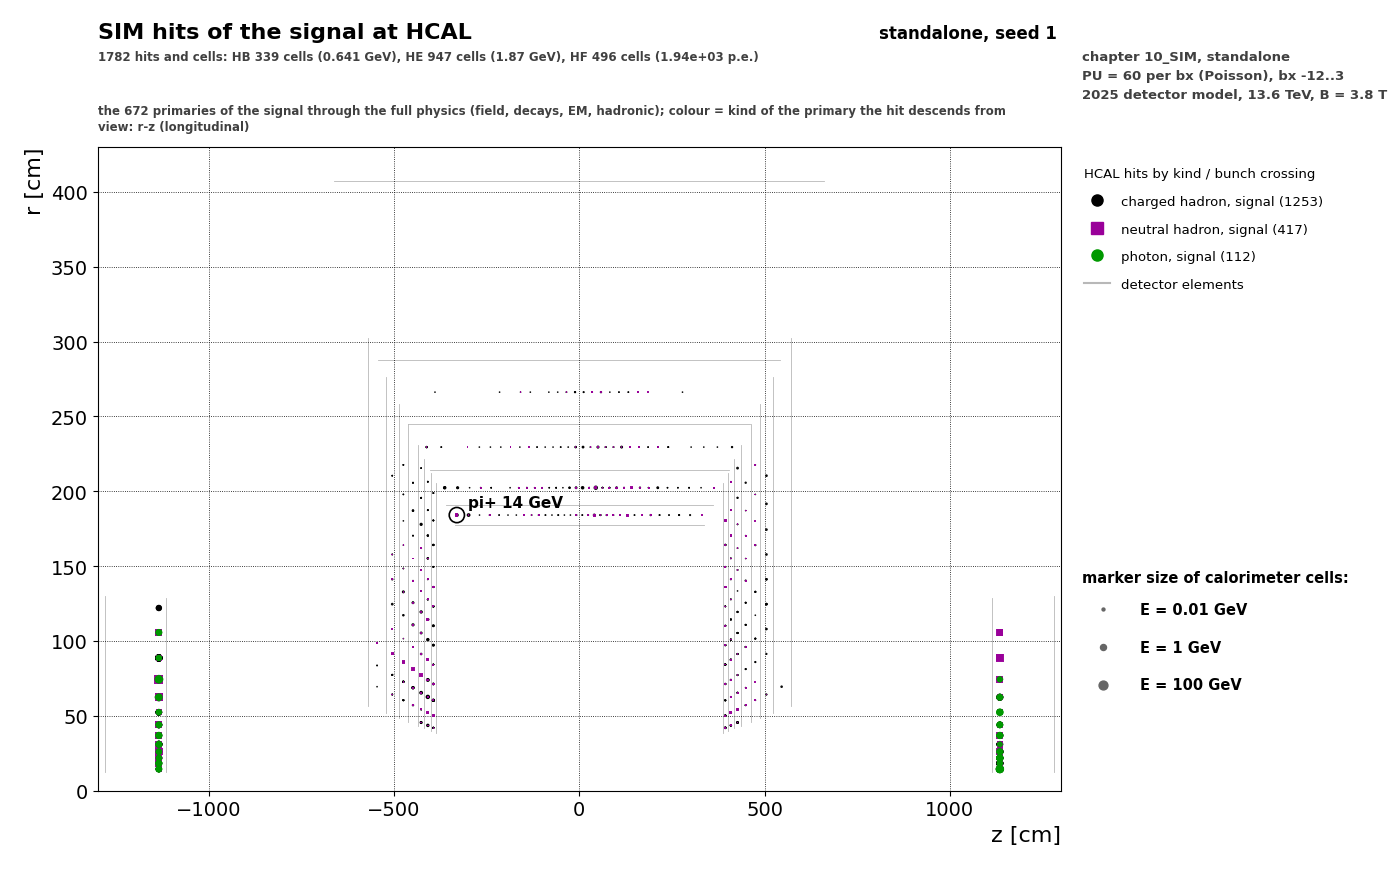 SIM hits of the signal at HCAL
standalone, seed 1
1782 hits and cells: HB 339 cells (0.641 GeV), HE 947 cells (1.87 GeV), HF 496 cells (1.94e+03 p.e.)
chapter 10_SIM, standalone
PU = 60 per bx (Poisson), bx -12..3
2025 detector model, 13.6 TeV, B = 3.8 T
the 672 primaries of the signal through the full physics (field, decays, EM, hadronic); colour = kind of the primary the hit descends from
view: r-z (longitudinal)
r [cm]
400
350
300
250
200
150
100
50
0
pi+ 14 GeV
−1000
−500
0
500
1000
z [cm]
HCAL hits by kind / bunch crossing
charged hadron, signal (1253)
neutral hadron, signal (417)
photon, signal (112)
detector elements
marker size of calorimeter cells:
E = 0.01 GeV
E = 1 GeV
E = 100 GeV